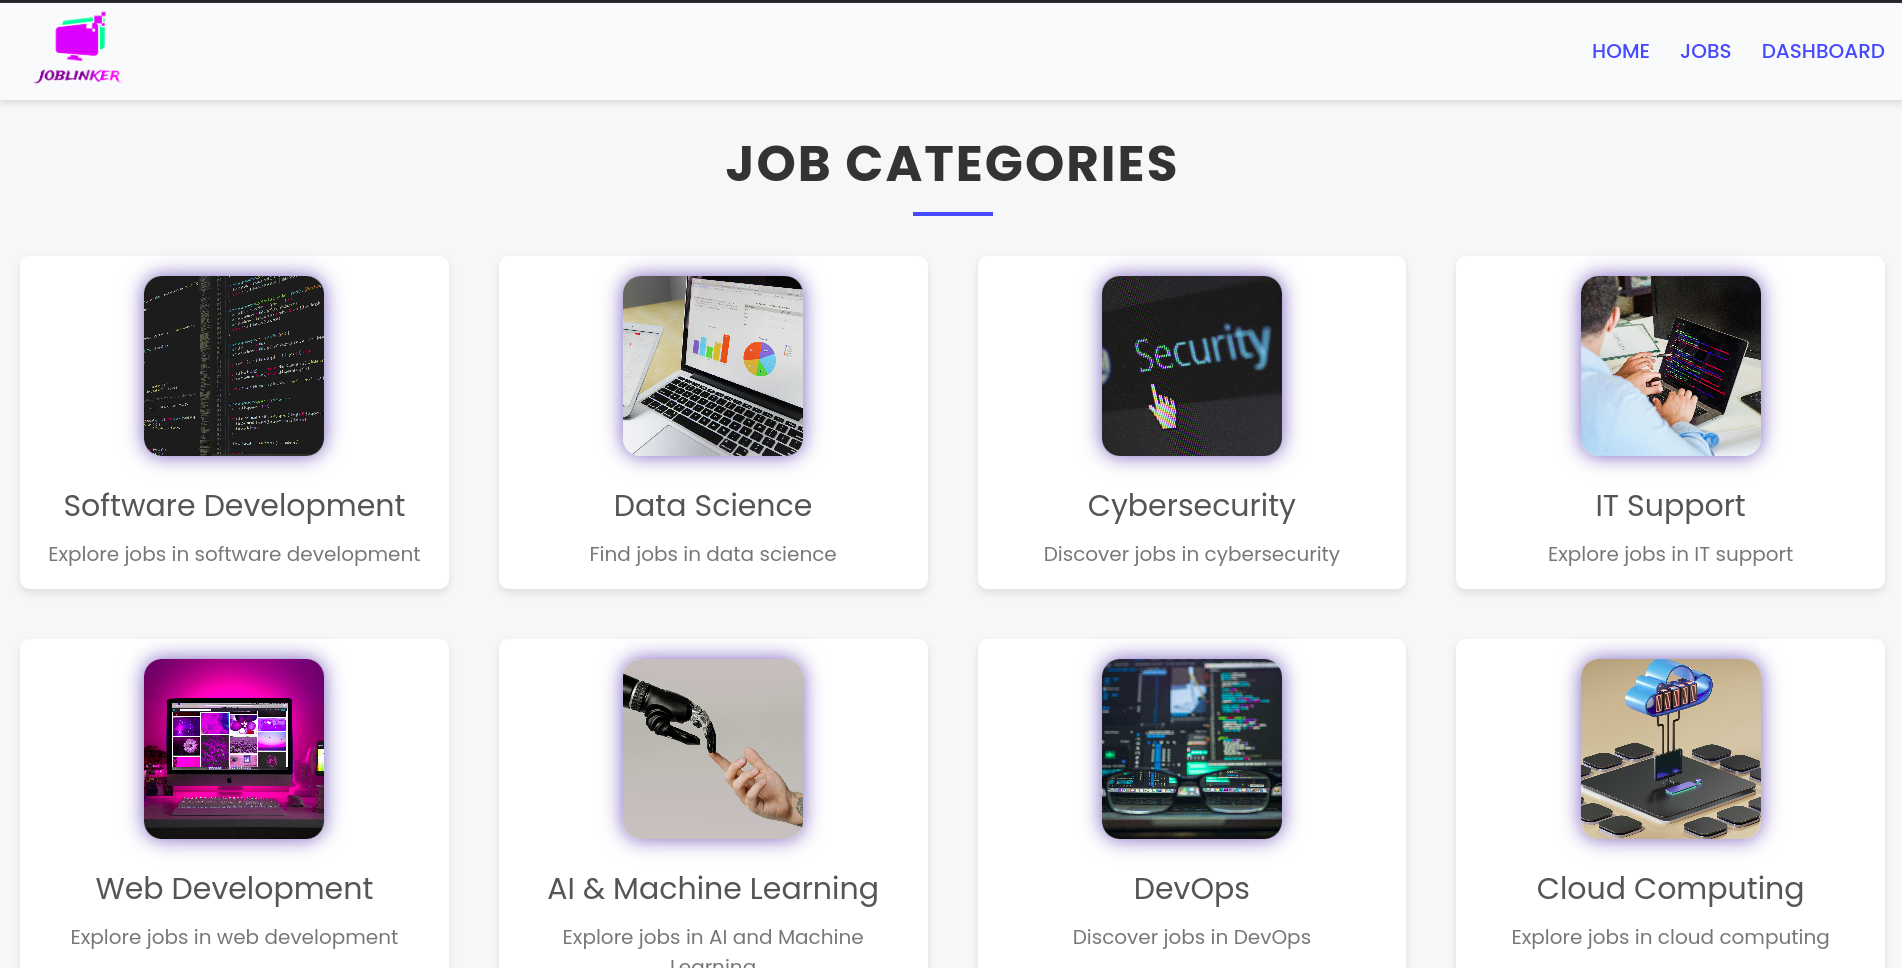 JOBLINKER
HOME JOBS DASHBOARD
JOB CATEGORIES
Security
Software Development
Data Science
Cybersecurity
IT Support
Explore jobs in software development
Find jobs in data science
Discover jobs in cybersecurity
Explore jobs in IT support
Web Development
AI & Machine Learning
DevOps
Cloud Computing
Explore jobs in web development
Explore jobs in AI and Machine
Learning
Discover jobs in DevOps
Explore jobs in cloud computing